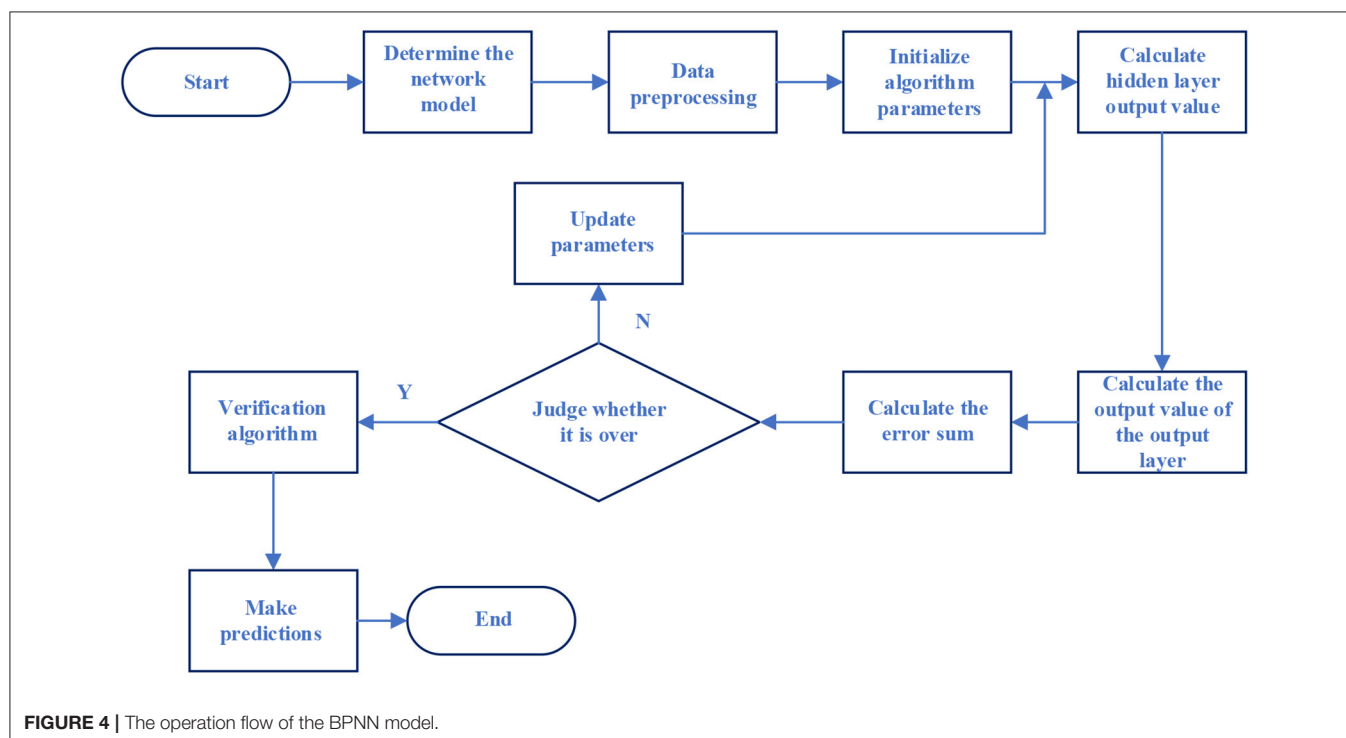 Start
Determine the
network
model
Data
preprocessing
Initialize
algorithm
parameters
Calculate
hidden layer
output value
Update
parameters
N
Y
Verification
algorithm
Judge whether
it is over
Calculate the
error sum
Calculate the
output value of
the output
layer
Make
predictions
End
FIGURE 4 | The operation flow of the BPNN model.